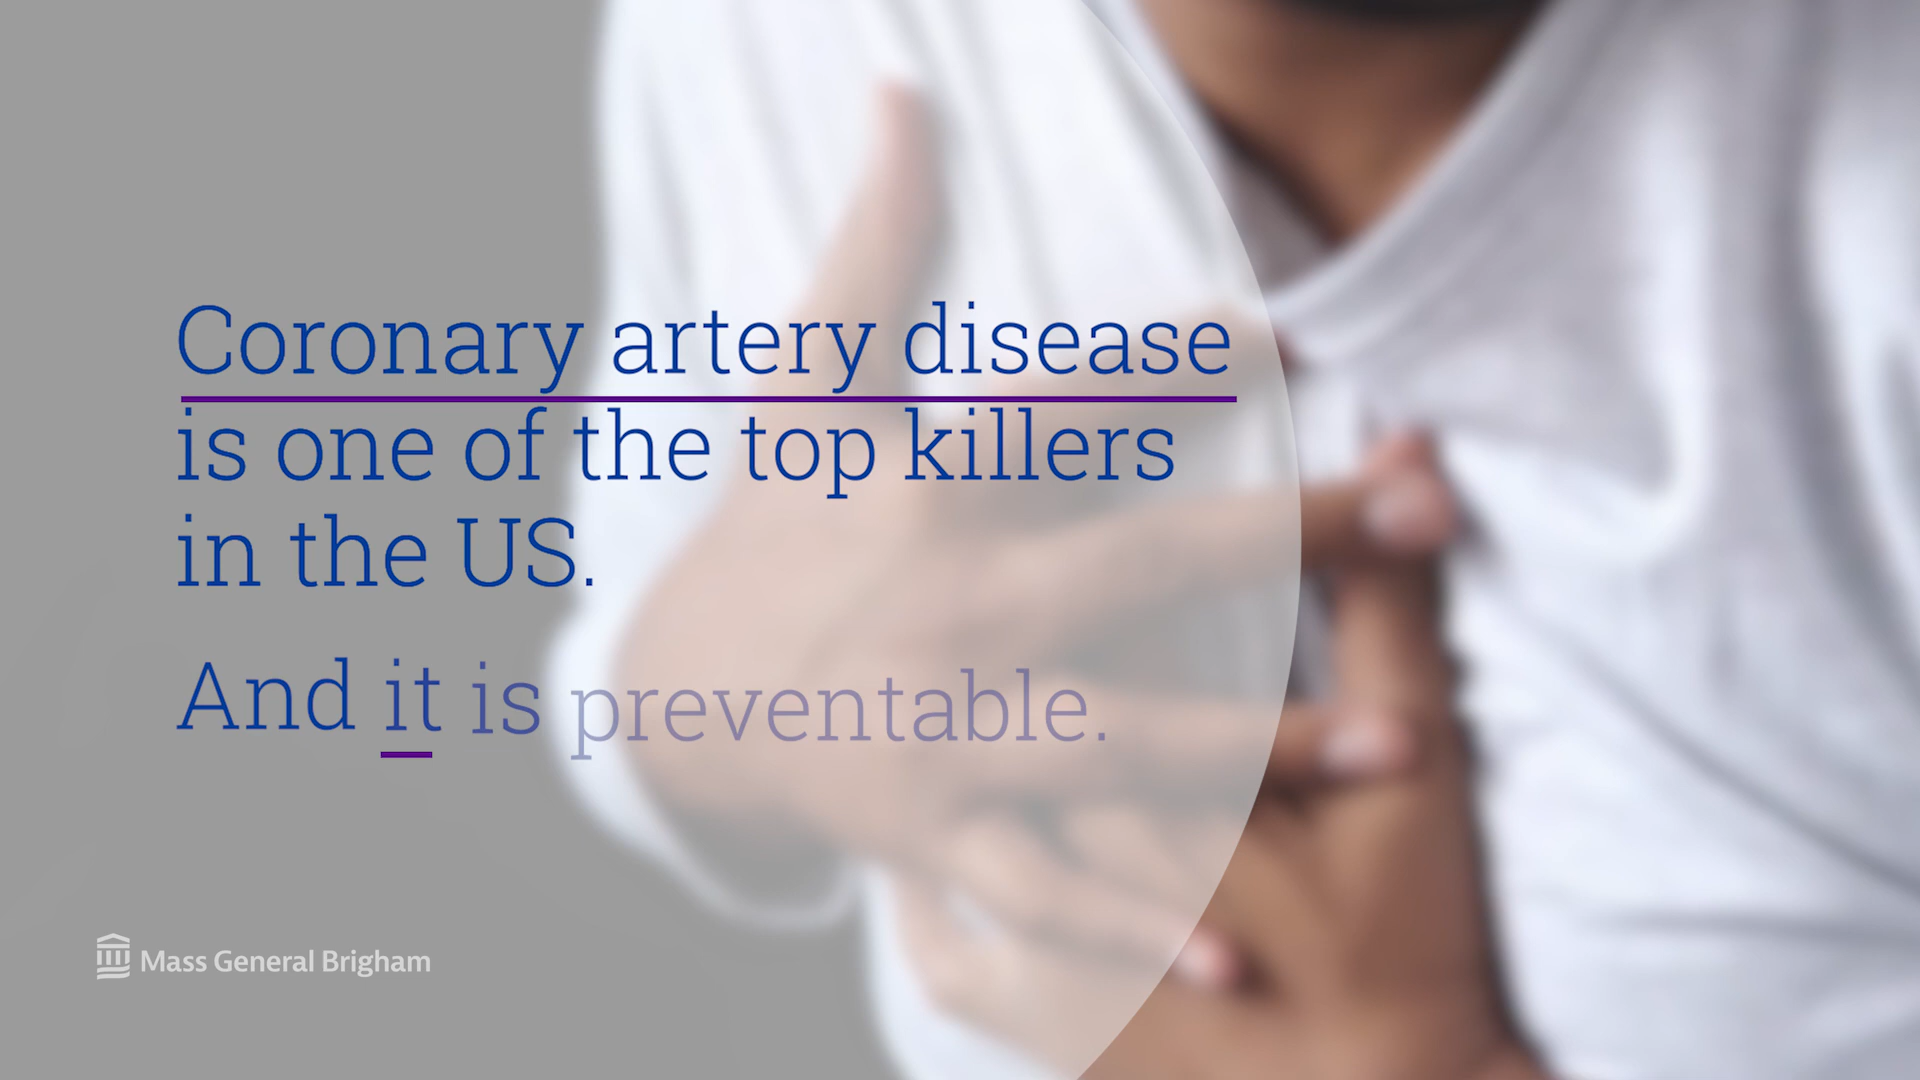 Coronary artery disease
is one of the top killers
in the US.
And it is preventable.
Mass General Brigham